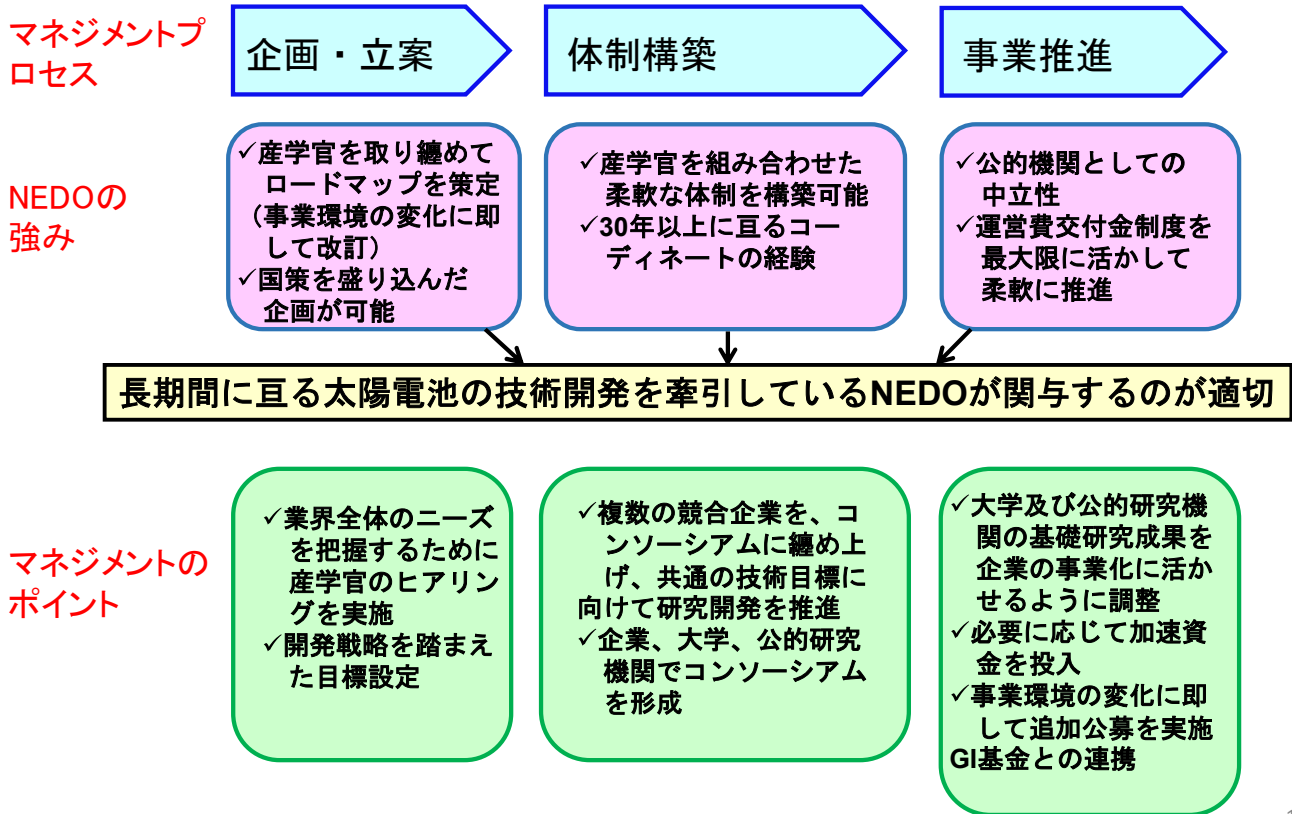 マネジメントプ
ロセス
企画・立案
体制構築
事業推進
NEDOの
強み
✓産学官を取り纏めて
ロードマップを策定
(事業環境の変化に即
して改訂)
✓国策を盛り込んだ
企画が可能
✓産学官を組み合わせた
柔軟な体制を構築可能
✓30年以上に亘るコー
ディネートの経験
✓公的機関としての
中立性
✓運営費交付金制度を
最大限に活かして
柔軟に推進
長期間に亘る太陽電池の技術開発を牽引しているNEDOが関与するのが適切
マネジメントの
ポイント
✓業界全体のニーズ
を把握するために
産学官のヒアリン
グを実施
✓開発戦略を踏まえ
た目標設定
✓複数の競合企業を、コ
ンソーシアムに纏め上
げ、共通の技術目標に
向けて研究開発を推進
✓企業、大学、公的研究
機関でコンソーシアム
を形成
✓大学及び公的研究機
関の基礎研究成果を
企業の事業化に活か
せるように調整
✓必要に応じて加速資
金を投入
✓事業環境の変化に即
して追加公募を実施
GI基金との連携